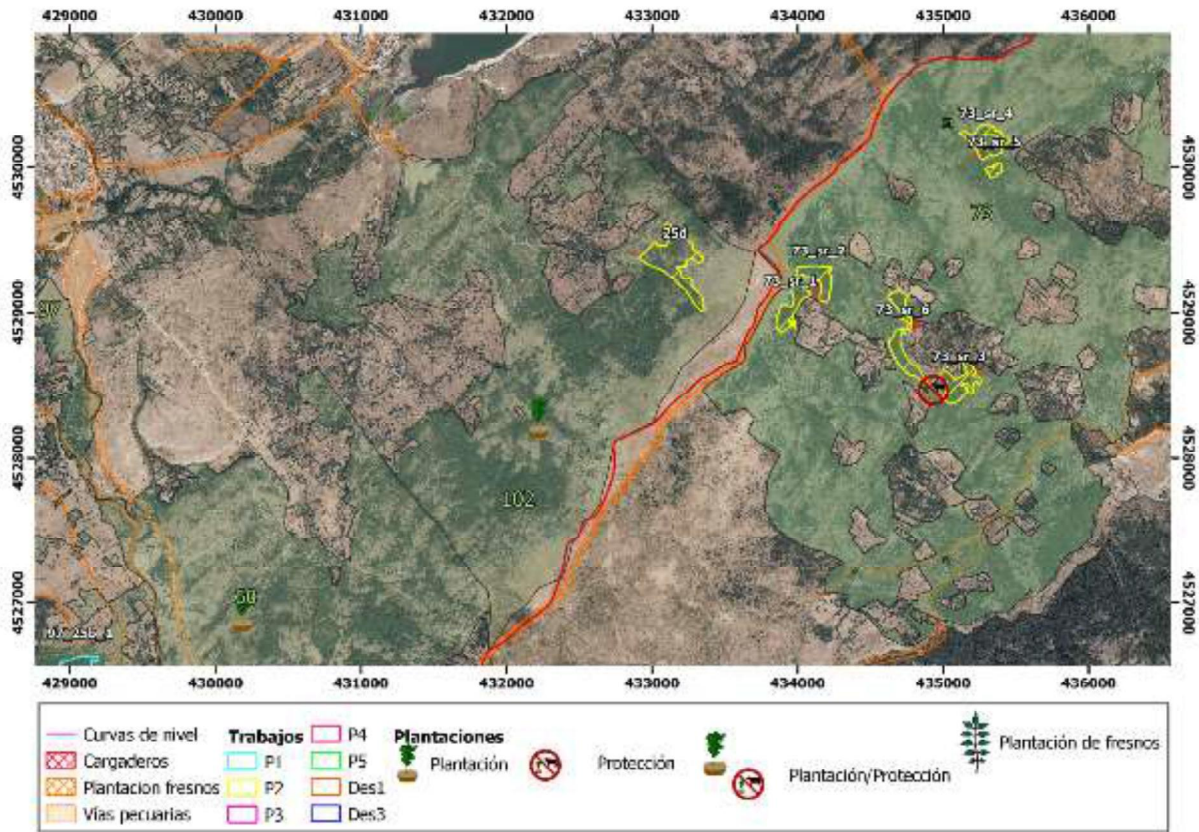 429000 430000 431000 432000 433000 434000 435000 436000
4530000 4530000
4529000 4529000
4528000 4528000
4527000 4527000
73_sr_4
73_sr_5
73
25d
73_sr_2
73_sr_1
97
73_sr_6
73_sr_3
102
60
97_25b_1
429000 430000 431000 432000 433000 434000 435000 436000
Curvas de nivel
Cargaderos
Plantacion fresnos
Vías pecuarias
Trabajos
P1
P2
P3
P4
P5
Des1
Des3
Plantaciones
Plantación
Protección
Plantación/Protección
Plantación de fresnos